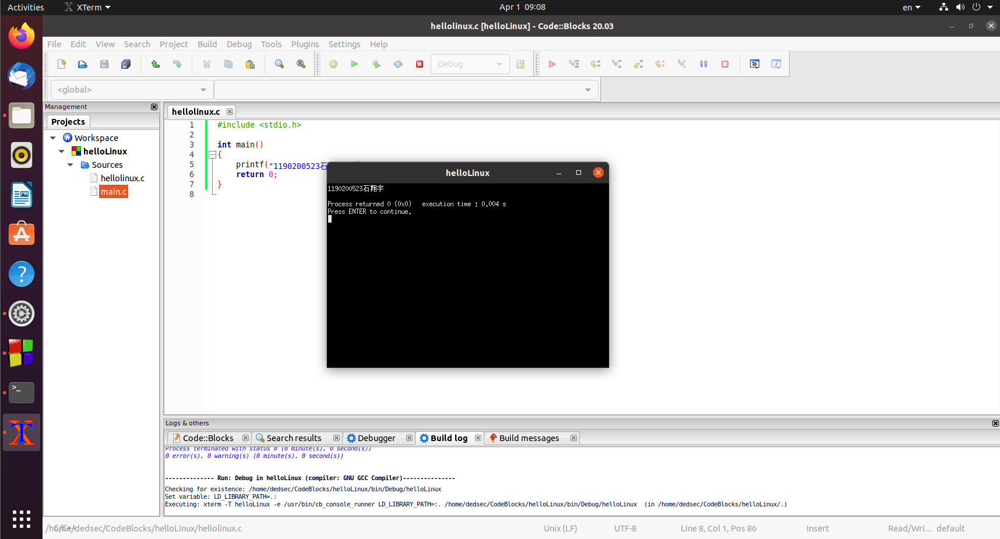 Activities XTerm Apr 1 09:08 en
hellolinux.c [helloLinux] - Code::Blocks 20.03
File Edit View Search Project Build Debug Tools Plugins Settings Help
Debug
<global>
Management
Projects
Workspace
helloLinux
Sources
hellolinux.c
main.c
hellolinux.c
1 #include <stdio.h>
2
3 int main()
4 {
5 printf("1190200523石
6 return 0;
7 }
8
helloLinux
1190200523石翔宇
Process returned 0 (0x0) execution time : 0.004 s
Press ENTER to continue.
Logs & others
Code::Blocks Search results Debugger Build log Build messages
Process terminated with status 0 (0 minute(s), 0 second(s))
0 error(s), 0 warning(s) (0 minute(s), 0 second(s))
-------------- Run: Debug in helloLinux (compiler: GNU GCC Compiler)---------------
Checking for existence: /home/dedsec/CodeBlocks/helloLinux/bin/Debug/helloLinux
Set variable: LD_LIBRARY_PATH=.:
Executing: xterm -T helloLinux -e /usr/bin/cb_console_runner LD_LIBRARY_PATH=:. /home/dedsec/CodeBlocks/helloLinux/bin/Debug/helloLinux (in /home/dedsec/CodeBlocks/helloLinux/.)
/home/dedsec/CodeBlocks/helloLinux/hellolinux.c C/C++ Unix (LF) UTF-8 Line 8, Col 1, Pos 86 Insert Read/Wri... default